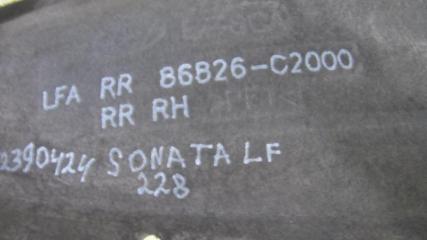 LFA RR 86826-C2000
RR RH
2390424 SONATA LF
228